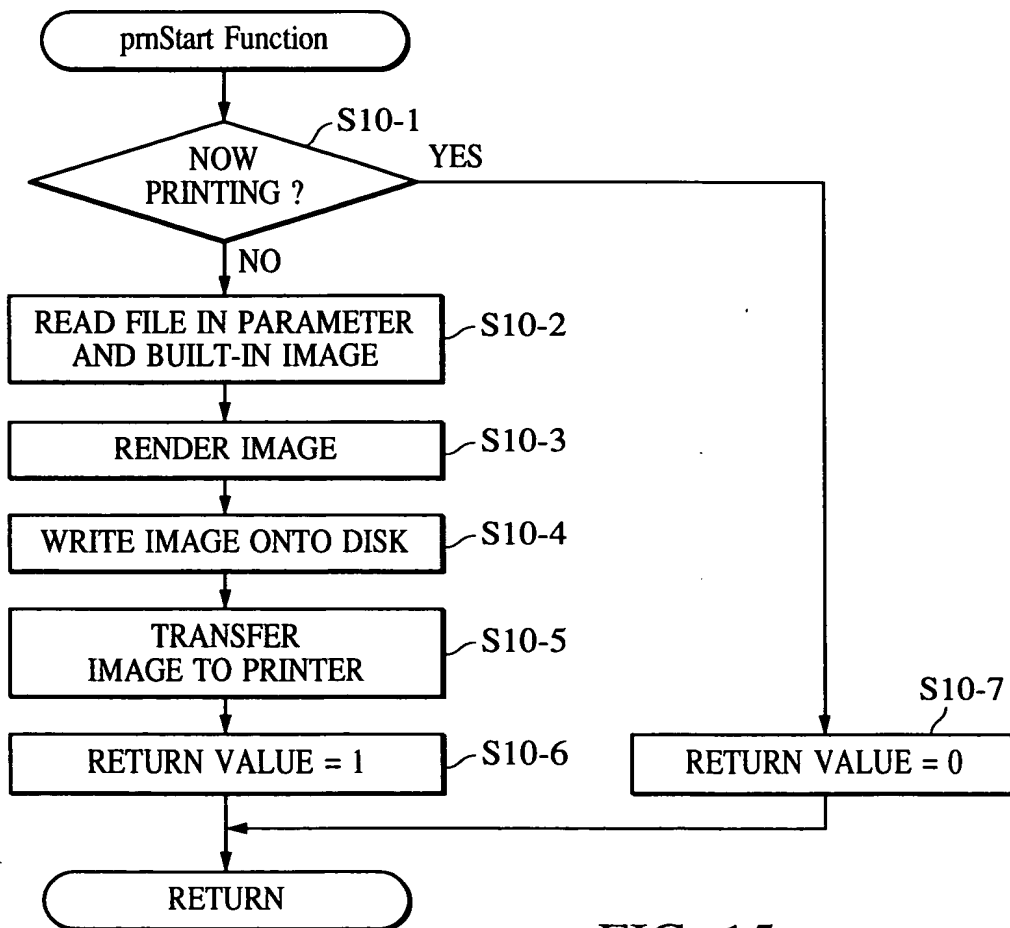 prnStart Function
S10-1
NOW
PRINTING ?
YES
NO
READ FILE IN PARAMETER
AND BUILT-IN IMAGE
S10-2
RENDER IMAGE
S10-3
WRITE IMAGE ONTO DISK
S10-4
TRANSFER
IMAGE TO PRINTER
S10-5
S10-7
RETURN VALUE = 1
S10-6
RETURN VALUE = 0
RETURN